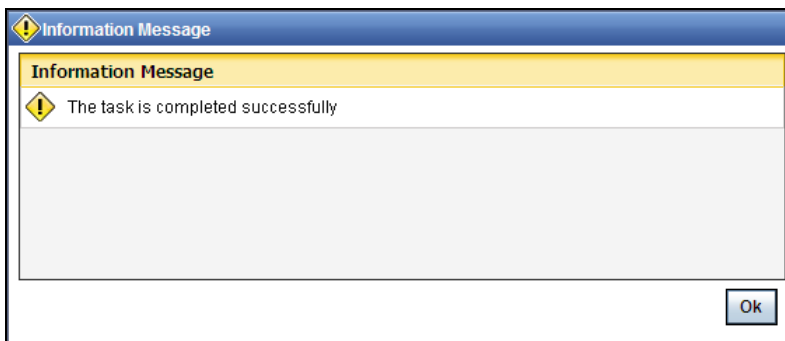 Information Message
Information Message
The task is completed successfully
Ok